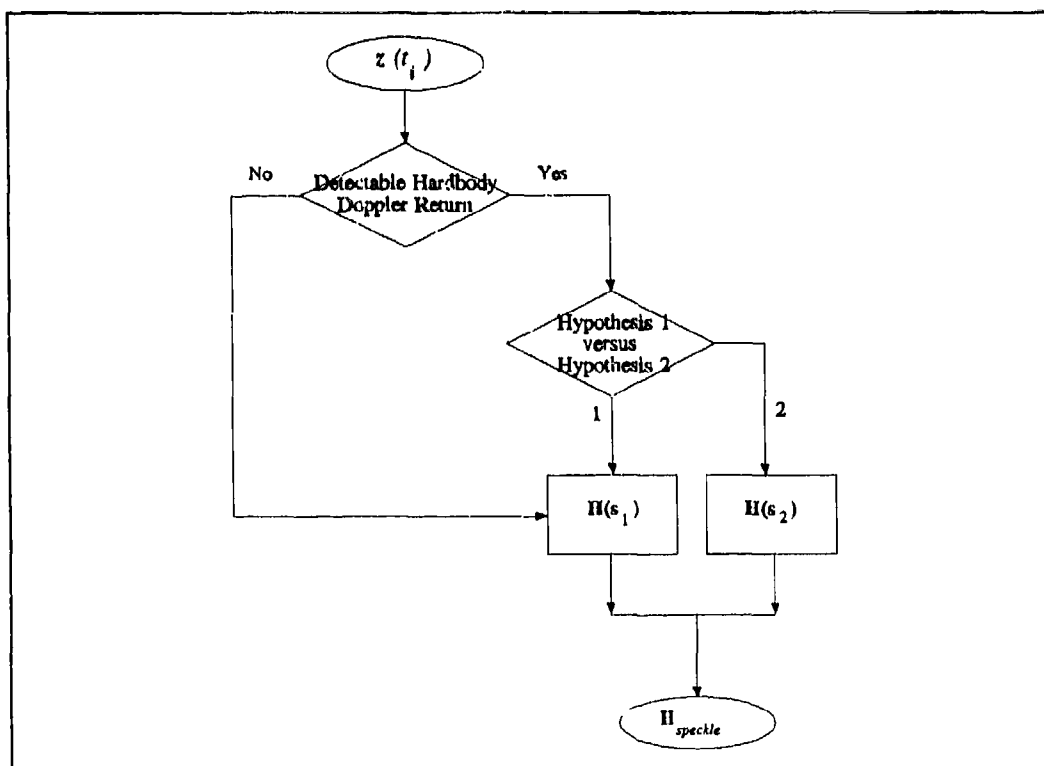 z (t_i)
No
Detectable Hardbody
Yes
Doppler Return
Hypothesis 1
versus
Hypothesis 2
1
2
H(s_1)
H(s_2)
H_speckle